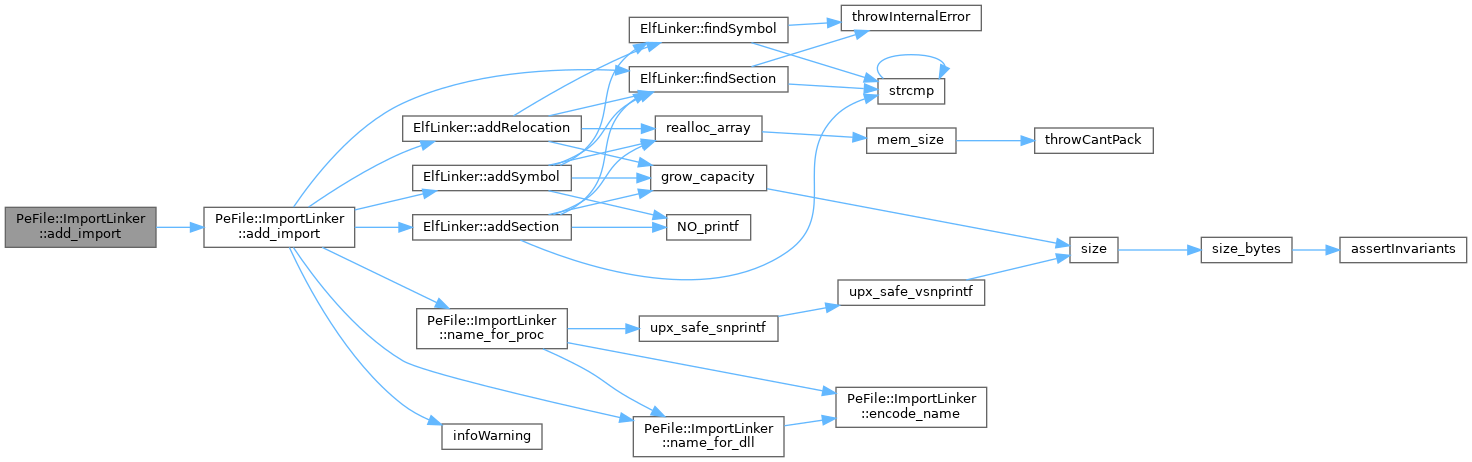 PeFile::ImportLinker
::add_import
PeFile::ImportLinker
::add_import
ElfLinker::findSymbol
ElfLinker::findSection
ElfLinker::addRelocation
ElfLinker::addSymbol
ElfLinker::addSection
PeFile::ImportLinker
::name_for_proc
infoWarning
throwInternalError
strcmp
realloc_array
grow_capacity
NO_printf
upx_safe_snprintf
PeFile::ImportLinker
::name_for_dll
mem_size
throwCantPack
upx_safe_vsnprintf
PeFile::ImportLinker
::encode_name
size
size_bytes
assertInvariants